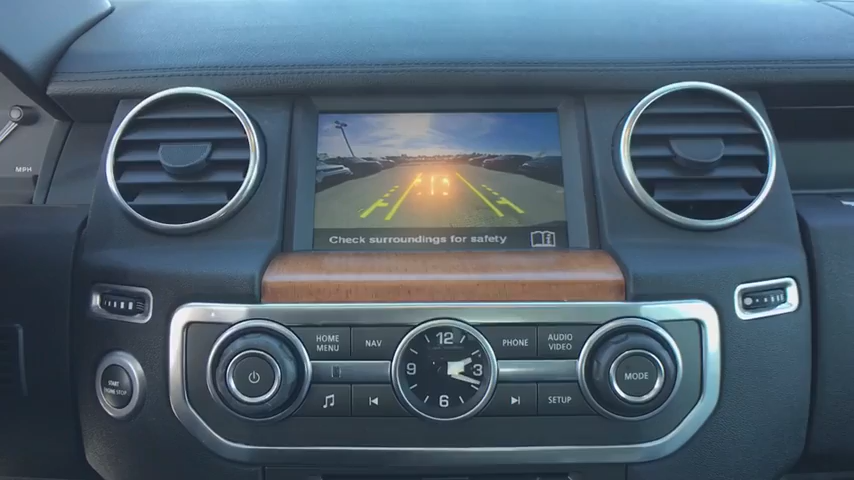 MPH
Check surroundings for safety
HOME
MENU
NAV
PHONE
AUDIO
VIDEO
START
ENGINE STOP
SETUP
MODE
12
3
6
9